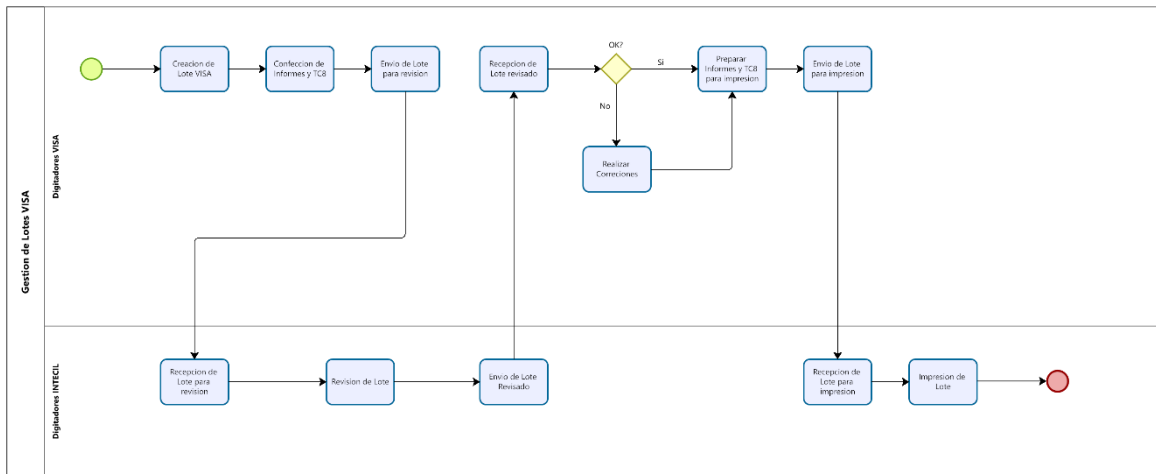 Gestion de Lotes VISA
Digitadores VISA
Creacion de
Lote VISA
Confeccion de
Informes y TC8
Envio de Lote
para revision
Recepcion de
Lote revisado
OK?
Si
No
Preparar
Informes y TC8
para impresion
Envio de Lote
para impresion
Realizar
Correciones
Digitadores INTECIL
Recepcion de
Lote para
revision
Revision de Lote
Envio de Lote
Revisado
Recepcion de
Lote para
impresion
Impresion de
Lote